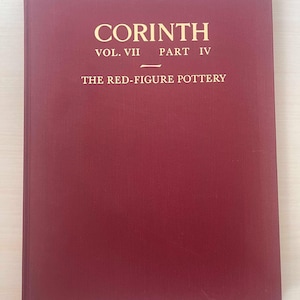 CORINTH
VOL. VII PART IV
THE RED-FIGURE POTTERY